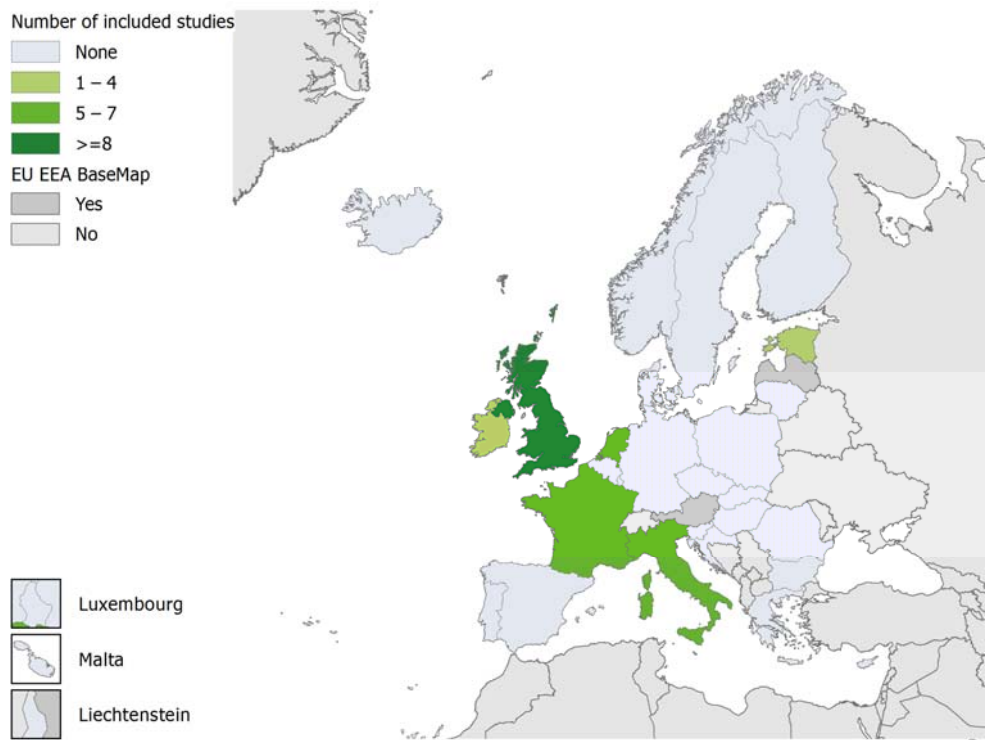 Number of included studies
None
1 – 4
5 – 7
>=8
EU EEA BaseMap
Yes
No
Luxembourg
Malta
Liechtenstein